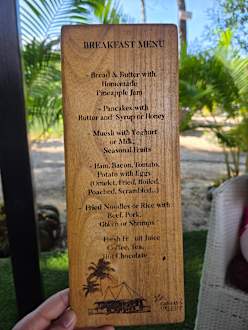 BREAKFAST MENU
- Bread & Butter with
Homemade
Pineapple Jam
- Pancakes with
Butter and Syrup or Honey
- Muesli with Yoghurt
or Milk,
Seasonal Fruits
- Ham, Bacon, Tomato,
Potato with Eggs
(Omelet, Fried, Boiled,
Poached, Scrambled...)
- Fried Noodles or Rice with
Beef, Pork,
or Shrimps
Fresh Fruit Juice
Coffee, Tea,
Hot Chocolate